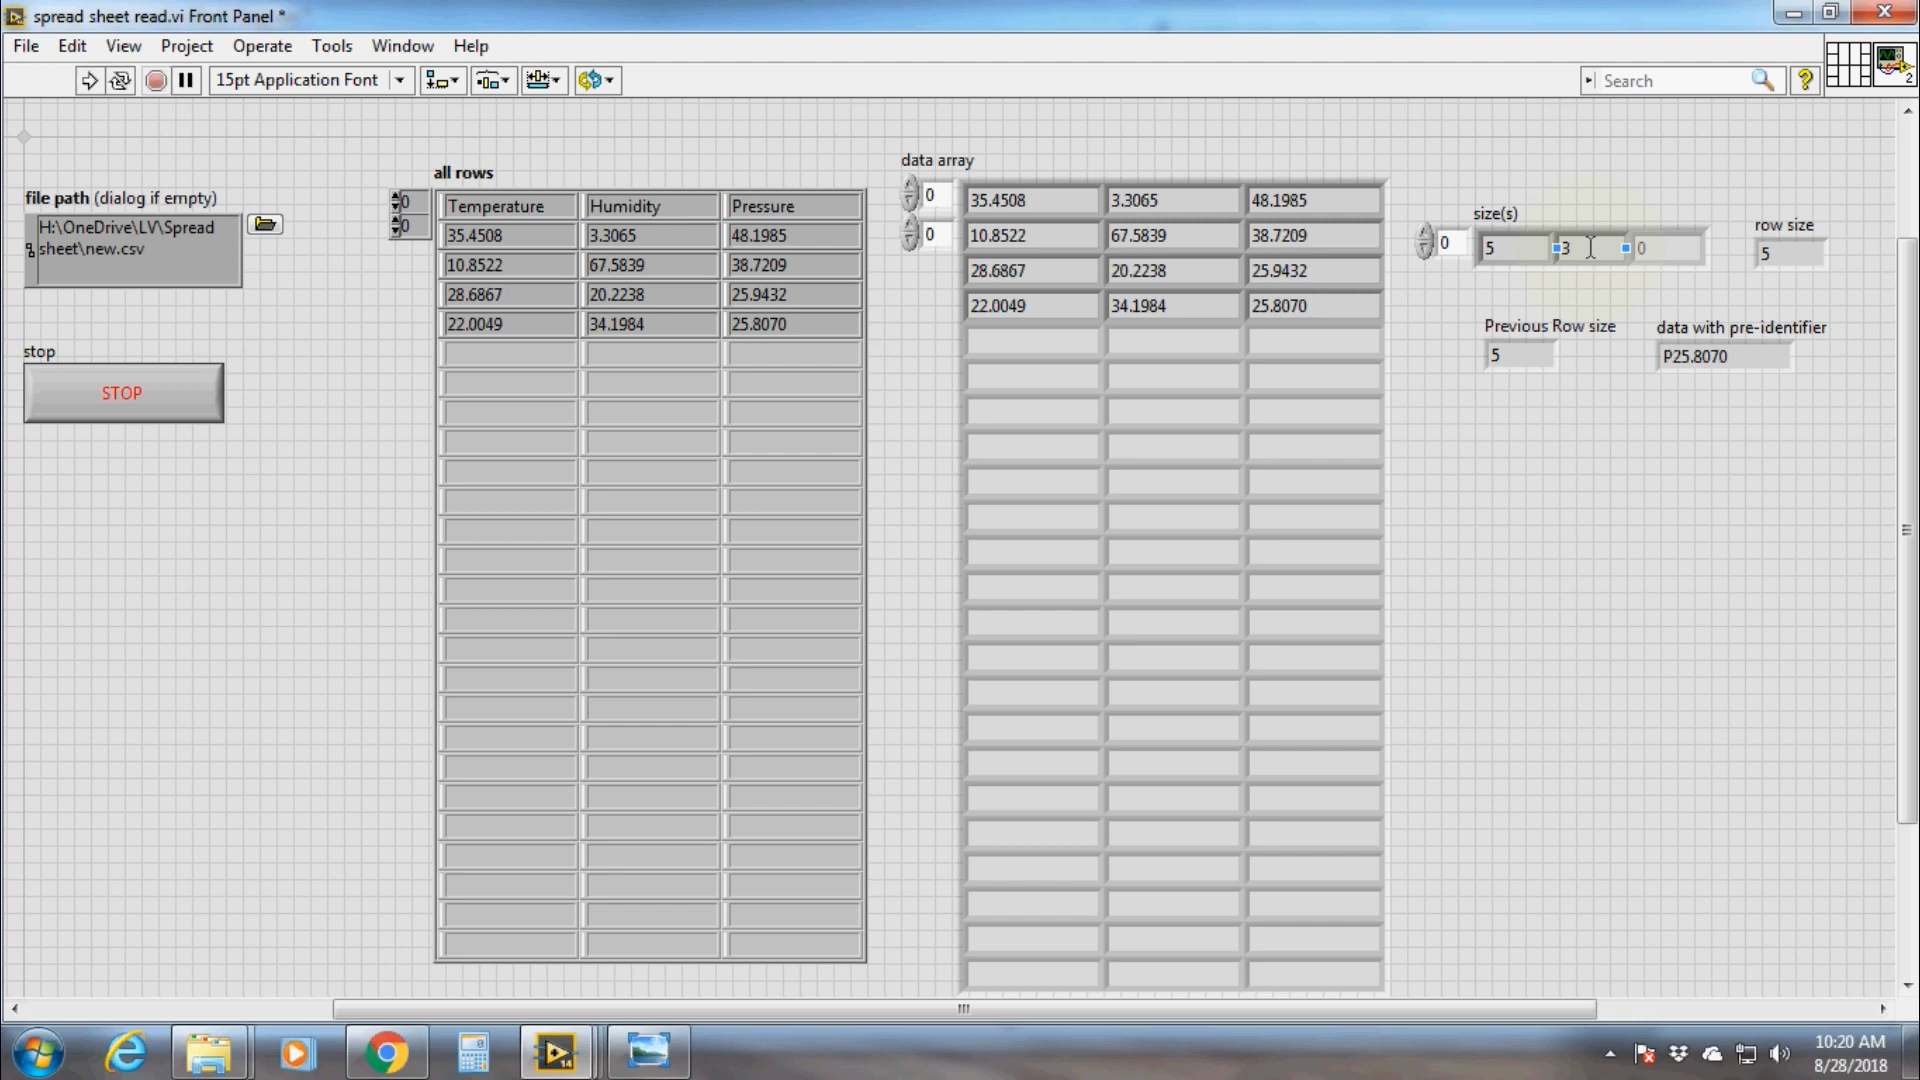 spread sheet read.vi Front Panel *
File Edit View Project Operate Tools Window Help
15pt Application Font
Search
?
2
file path (dialog if empty)
H:\OneDrive\LV\Spread
sheet\new.csv
stop
STOP
all rows
0
0
Temperature Humidity Pressure
35.4508 3.3065 48.1985
10.8522 67.5839 38.7209
28.6867 20.2238 25.9432
22.0049 34.1984 25.8070
data array
0
0
35.4508 3.3065 48.1985
10.8522 67.5839 38.7209
28.6867 20.2238 25.9432
22.0049 34.1984 25.8070
size(s)
0 5 3 0
row size
5
Previous Row size
5
data with pre-identifier
P25.8070
14
10:20 AM
8/28/2018